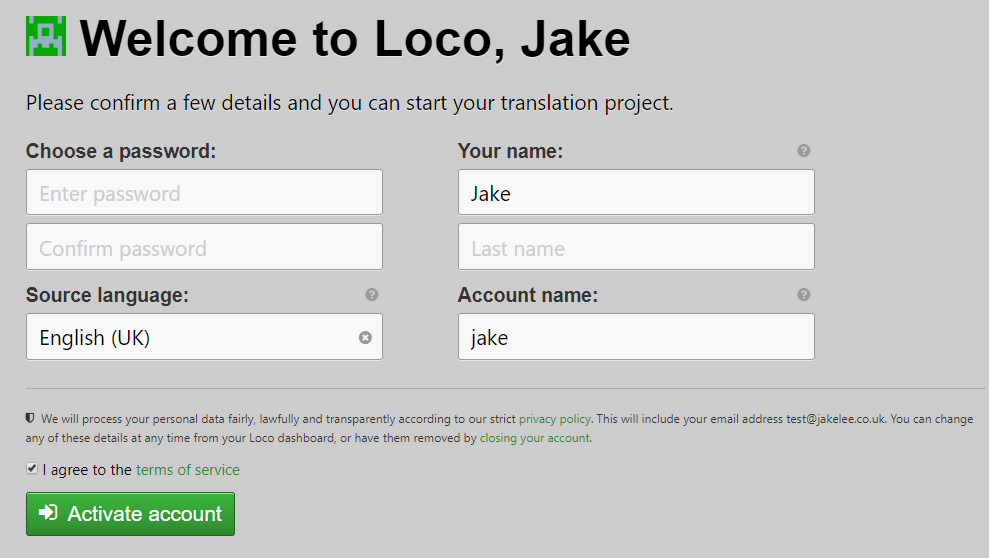 Welcome to Loco, Jake
Please confirm a few details and you can start your translation project.
Choose a password:
Enter password
Confirm password
Your name:
Jake
Last name
Source language:
English (UK)
Account name:
jake
We will process your personal data fairly, lawfully and transparently according to our strict privacy policy. This will include your email address test@jakelee.co.uk. You can change
any of these details at any time from your Loco dashboard, or have them removed by closing your account.
I agree to the terms of service
Activate account